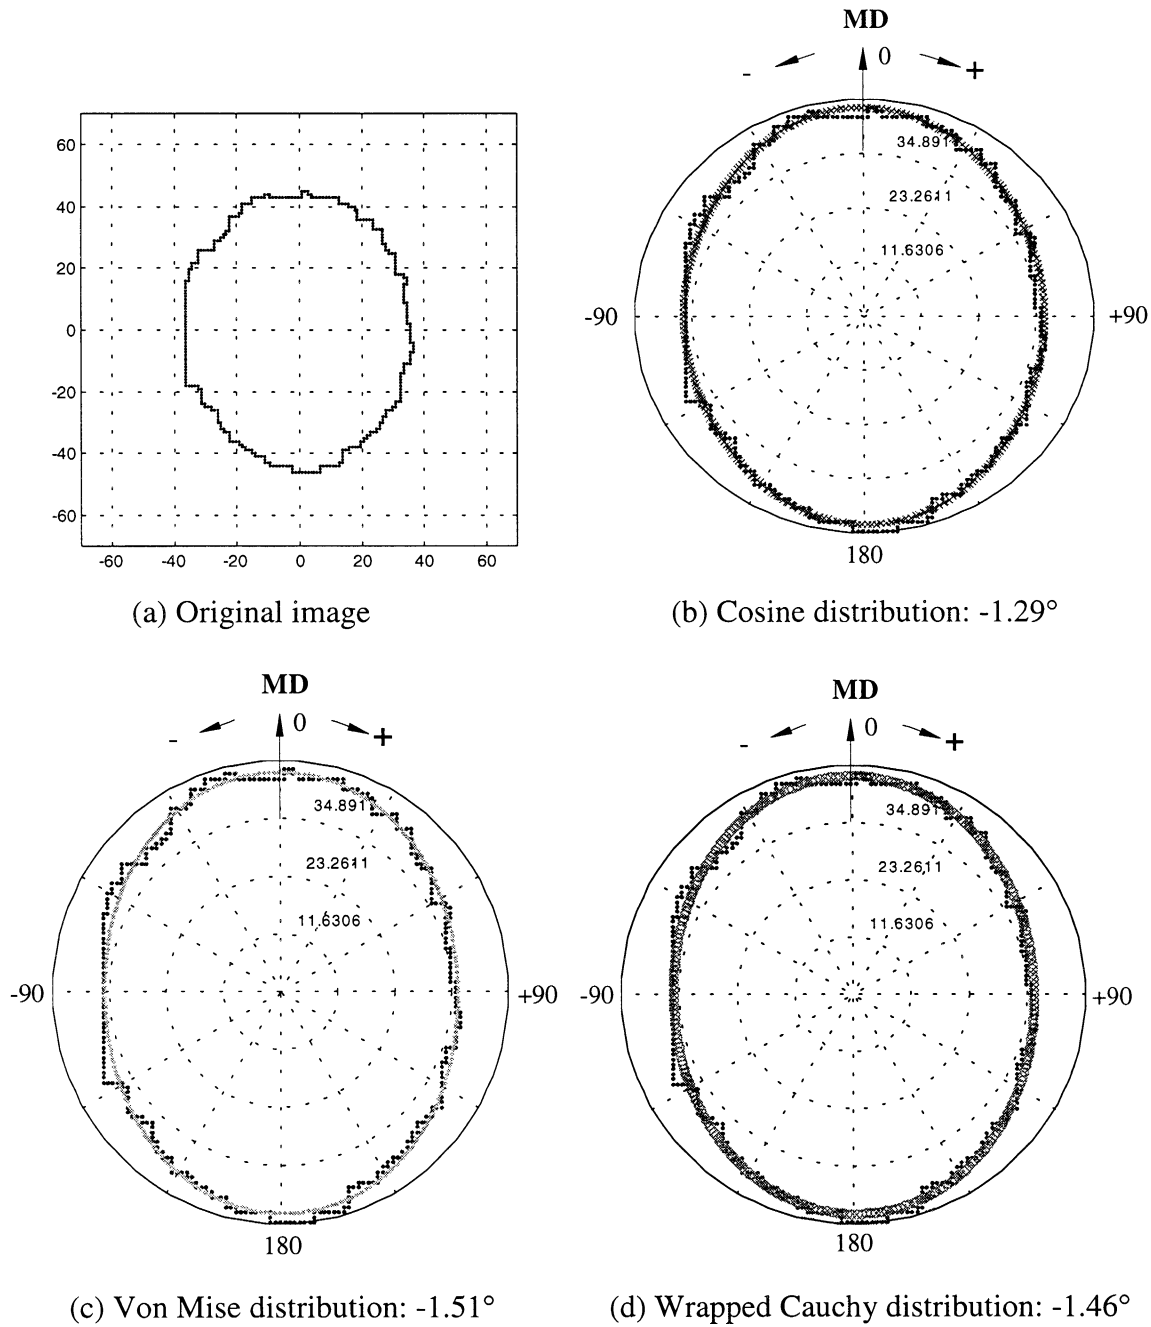 MD
- 0 +
60
40
20
0
-20
-40
-60
-60 -40 -20 0 20 40 60
34.891
23.2611
11.6306
-90 +90
180
(a) Original image
(b) Cosine distribution: -1.29°
MD
- 0 +
34.891
23.2611
11.6306
-90 +90
180
(c) Von Mise distribution: -1.51°
MD
- 0 +
34.891
23.2611
11.6306
-90 +90
180
(d) Wrapped Cauchy distribution: -1.46°